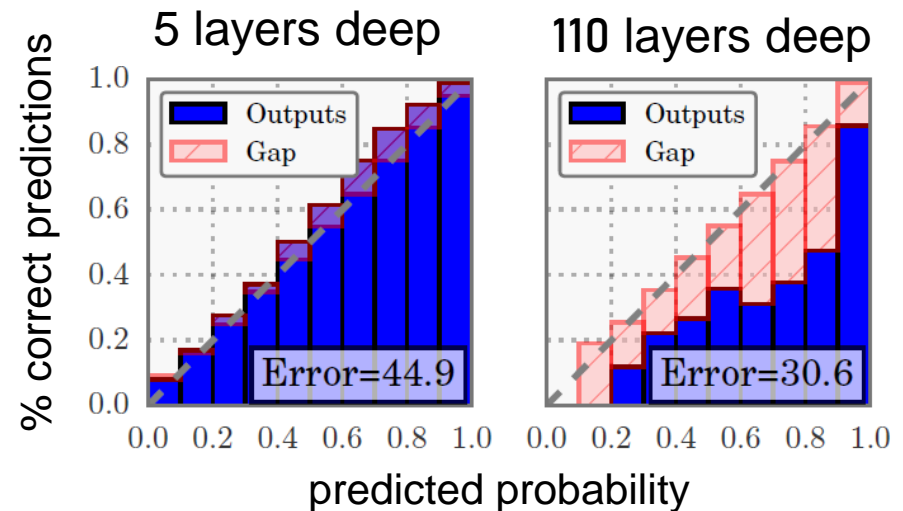 5 layers deep
110 layers deep
% correct predictions
1.0
0.8
0.6
0.4
0.2
0.0
Outputs
Gap
Error=44.9
0.0 0.2 0.4 0.6 0.8 1.0
Outputs
Gap
Error=30.6
0.0 0.2 0.4 0.6 0.8 1.0
predicted probability